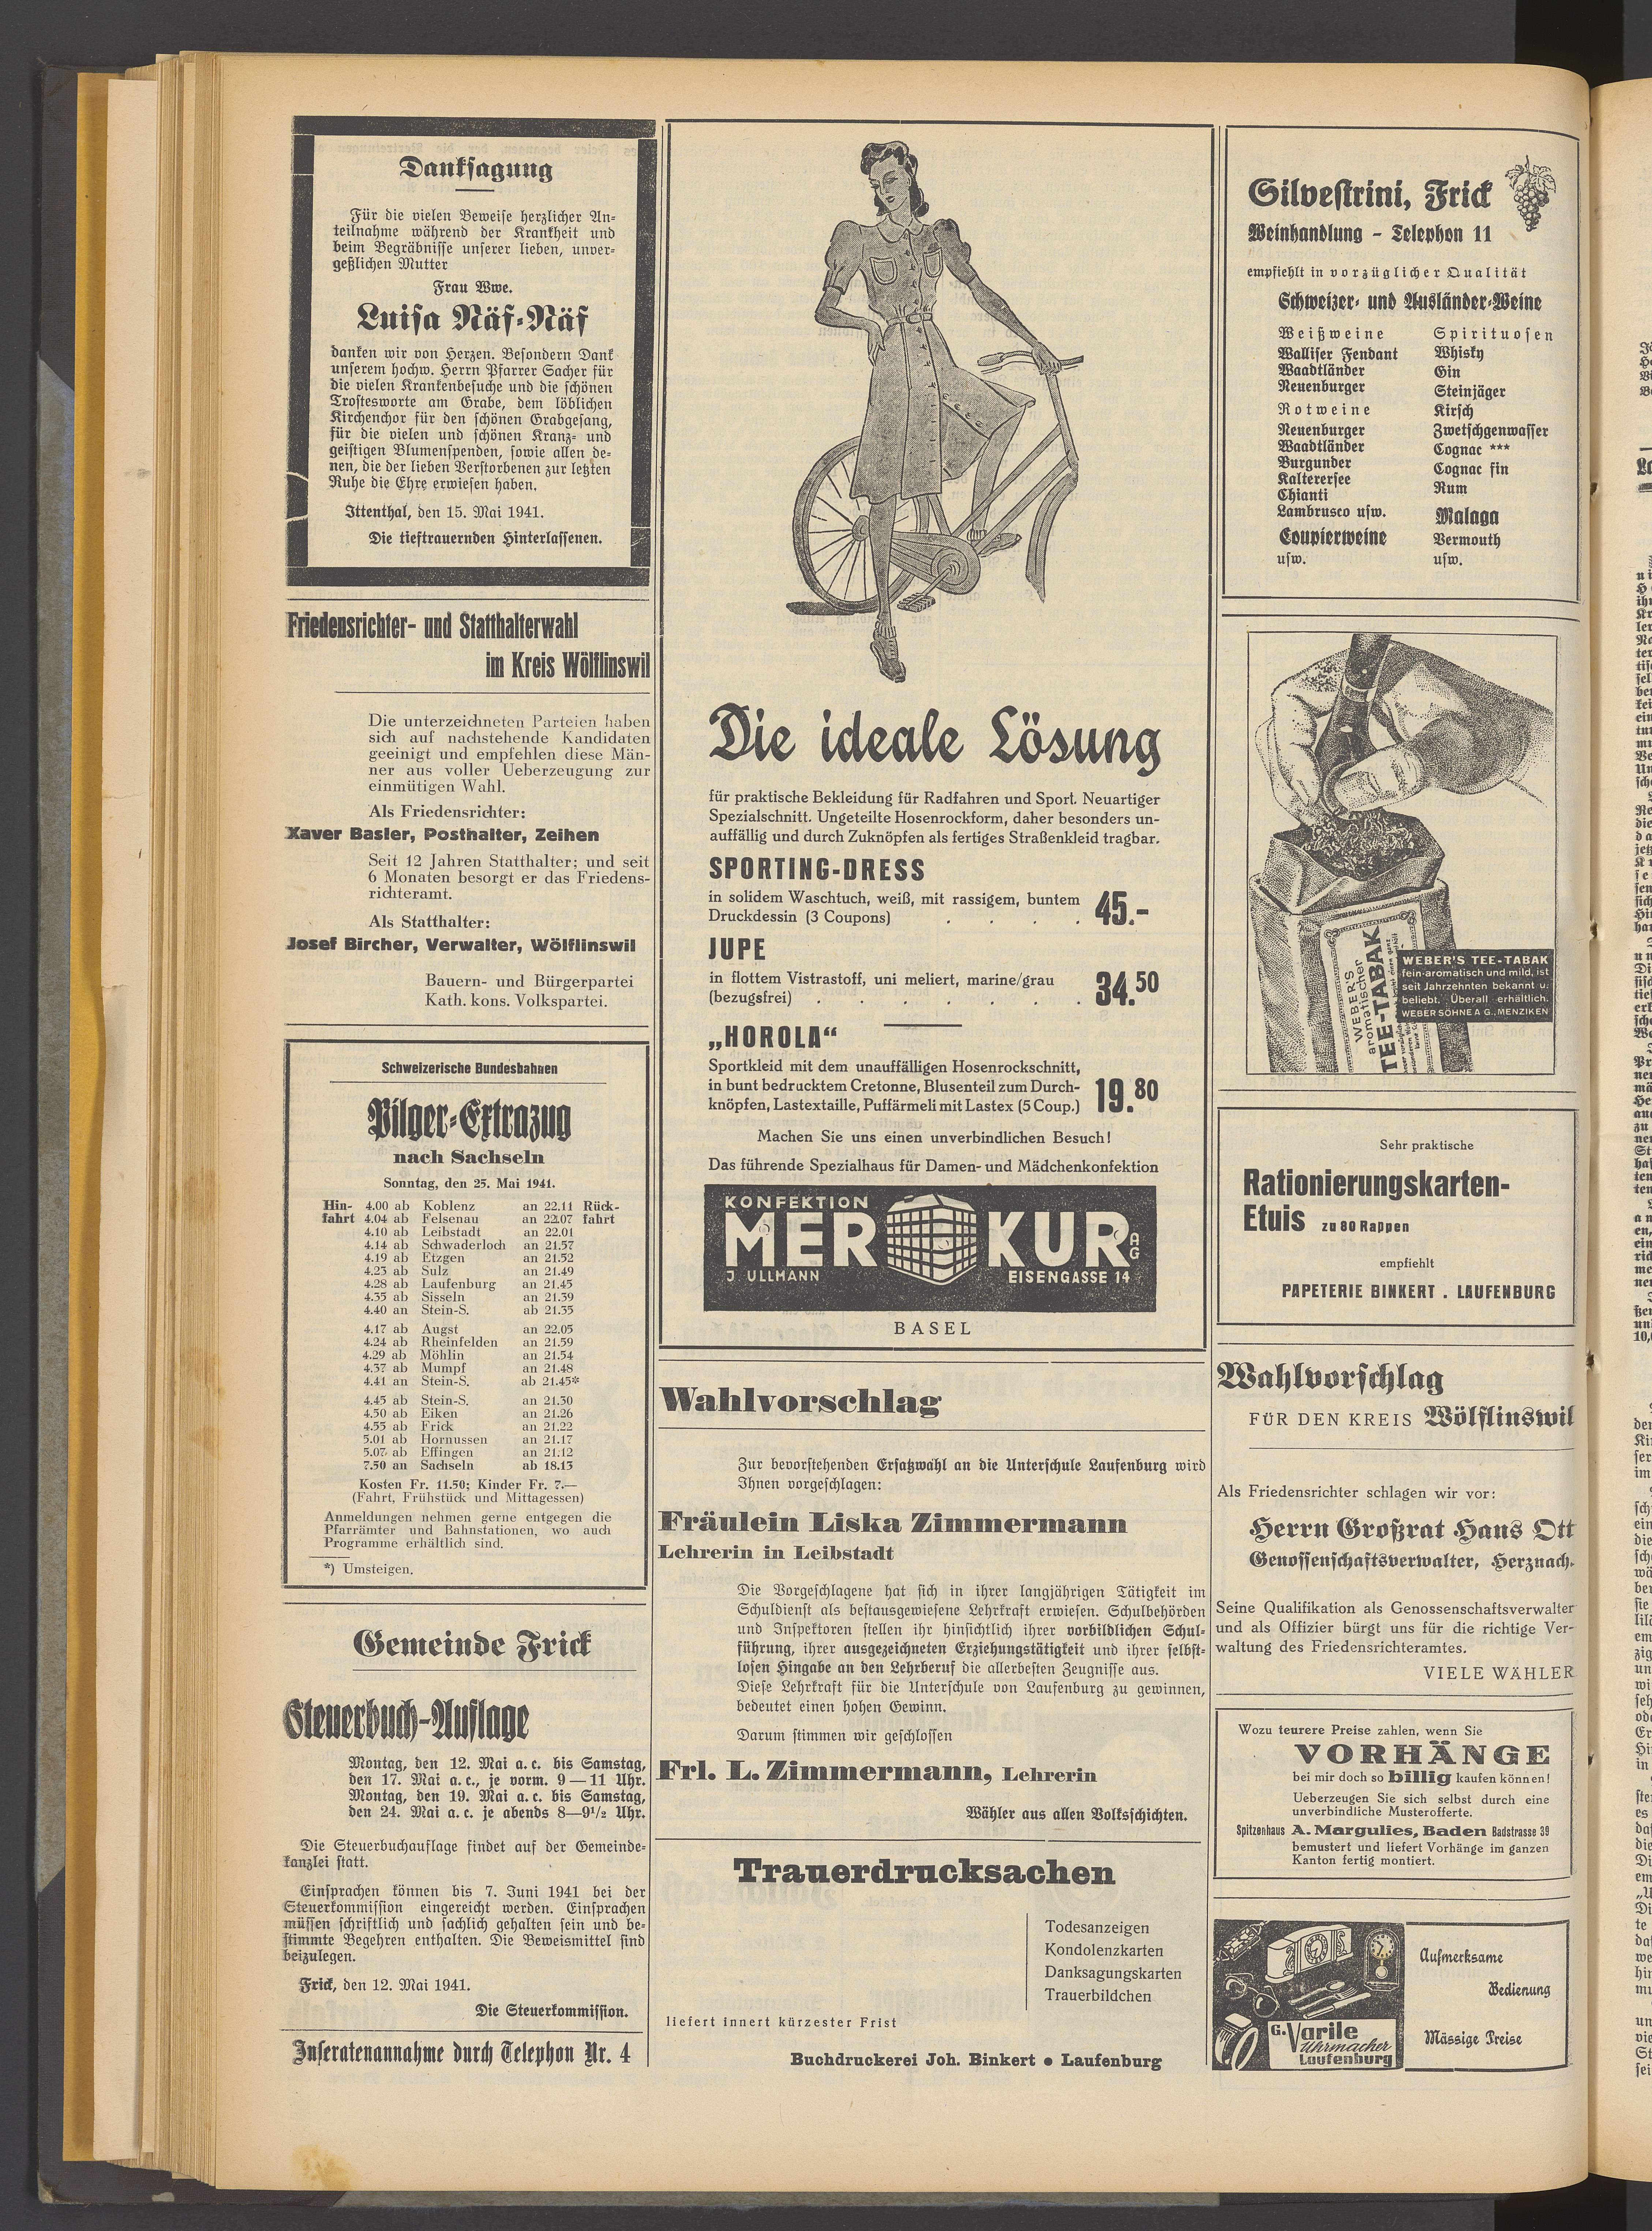 Danksagung
Für die vielen Beweise herzlicher An-
teilnahme während der Krankheit und
beim Begräbnisse unserer lieben, unver-
geßlichen Mutter
Frau Wwe.
Luisa Näf-Näf
danken wir von Herzen. Besondern Dank
unserem hochw. Herrn Pfarrer Sacher für
die vielen Krankenbesuche und die schönen
Trostesworte am Grabe, dem löblichen
Kirchenchor für den schönen Grabgesang,
für die vielen und schönen Kranz- und
geistigen Blumenspenden, sowie allen de-
nen, die der lieben Verstorbenen zur letzten
Ruhe die Ehre erwiesen haben.
Ittenthal, den 15. Mai 1941.
Die tieftrauernden Hinterlassenen.
Friedensrichter- und Statthalterwahl
im Kreis Wölflinswil
Die unterzeichneten Parteien haben
sich auf nachstehende Kandidaten
geeinigt und empfehlen diese Män-
ner aus voller Ueberzeugung zur
einmütigen Wahl.
Als Friedensrichter:
Xaver Basler, Posthalter, Zeihen
Seit 12 Jahren Statthalter; und seit
6 Monaten besorgt er das Friedens-
richteramt.
Als Statthalter:
Josef Bircher, Verwalter, Wölflinswil
Bauern- und Bürgerpartei
Kath. kons. Volkspartei.
Schweizerische Bundesbahnen
Pilger-Extrazug
nach Sachseln
Sonntag, den 25. Mai 1941.
Hin- 4.00 ab Koblenz an 22.11 Rück-
fahrt 4.04 ab Felsenau an 22.07 fahrt
4.10 ab Leibstadt an 22.01
4.14 ab Schwaderloch an 21.57
4.19 ab Etzgen an 21.52
4.23 ab Sulz an 21.49
4.28 ab Laufenburg an 21.45
4.35 ab Sisseln an 21.39
4.40 an Stein-S. ab 21.35
4.17 ab Augst an 22.05
4.24 ab Rheinfelden an 21.59
4.29 ab Möhlin an 21.54
4.37 ab Mumpf an 21.48
4.41 an Stein-S. ab 21.45*
4.45 ab Stein-S. an 21.30
4.50 ab Eiken an 21.26
4.55 ab Frick an 21.22
5.01 ab Hornussen an 21.17
5.07 ab Effingen an 21.12
7.50 an Sachseln ab 18.13
Kosten Fr. 11.50; Kinder Fr. 7.—
(Fahrt, Frühstück und Mittagessen)
Anmeldungen nehmen gerne entgegen die
Pfarrämter und Bahnstationen, wo auch
Programme erhältlich sind.
*) Umsteigen.
Gemeinde Frick
Steuerbuch-Auflage
Montag, den 12. Mai a. c. bis Samstag,
den 17. Mai a. c., je vorm. 9 — 11 Uhr.
Montag, den 19. Mai a. c. bis Samstag,
den 24. Mai a. c. je abends 8—9½ Uhr.
Die Steuerbuchauflage findet auf der Gemeinde-
kanzlei statt.
Einsprachen können bis 7. Juni 1941 bei der
Steuerkommission eingereicht werden. Einsprachen
müssen schriftlich und sachlich gehalten sein und be-
stimmte Begehren enthalten. Die Beweismittel sind
beizulegen.
Frick, den 12. Mai 1941.
Die Steuerkommission.
Inseratenannahme durch Telephon Nr. 4
Die ideale Lösung
für praktische Bekleidung für Radfahren und Sport. Neuartiger
Spezialschnitt. Ungeteilte Hosenrockform, daher besonders un-
auffällig und durch Zuknöpfen als fertiges Straßenkleid tragbar.
SPORTING-DRESS
in solidem Waschtuch, weiß, mit rassigem, buntem
Druckdessin (3 Coupons) . . . . 45.-
JUPE
in flottem Vistrastoff, uni meliert, marine/grau
(bezugsfrei) . . . . . . . 34.50
„HOROLA“
Sportkleid mit dem unauffälligen Hosenrockschnitt,
in bunt bedrucktem Cretonne, Blusenteil zum Durch-
knöpfen, Lastextaille, Puffärmeli mit Lastex (5 Coup.) 19.80
Machen Sie uns einen unverbindlichen Besuch!
Das führende Spezialhaus für Damen- und Mädchenkonfektion
KONFEKTION
MERKUR AG
J ULLMANN EISENGASSE 14
BASEL
Wahlvorschlag
Zur bevorstehenden Ersatzwahl an die Unterschule Laufenburg wird
Ihnen vorgeschlagen:
Fräulein Liska Zimmermann
Lehrerin in Leibstadt
Die Vorgeschlagene hat sich in ihrer langjährigen Tätigkeit im
Schuldienst als bestausgewiesene Lehrkraft erwiesen. Schulbehörden
und Inspektoren stellen ihr hinsichtlich ihrer vorbildlichen Schul-
führung, ihrer ausgezeichneten Erziehungstätigkeit und ihrer selbst-
losen Hingabe an den Lehrberuf die allerbesten Zeugnisse aus.
Diese Lehrkraft für die Unterschule von Laufenburg zu gewinnen,
bedeutet einen hohen Gewinn.
Darum stimmen wir geschlossen
Frl. L. Zimmermann, Lehrerin
Wähler aus allen Volksschichten.
Trauerdrucksachen
Todesanzeigen
Kondolenzkarten
Danksagungskarten
Trauerbildchen
liefert innert kürzester Frist
Buchdruckerei Joh. Binkert • Laufenburg
Silvestrini, Frick
Weinhandlung - Telephon 11
empfiehlt in vorzüglicher Qualität
Schweizer- und Ausländer-Weine
Weißweine
Walliser Fendant
Waadtländer
Neuenburger
Rotweine
Neuenburger
Waadtländer
Burgunder
Kalterersee
Chianti
Lambrusco usw.
Coupierweine
usw.
Spirituosen
Whisky
Gin
Steinjäger
Kirsch
Zwetschgenwasser
Cognac ***
Cognac fin
Rum
Malaga
Vermouth
usw.
WEBER'S
aromatischer
TEE-TABAK
WEBER'S TEE-TABAK
fein-aromatisch und mild, ist
seit Jahrzehnten bekannt u.
beliebt. Überall erhältlich.
WEBER SÖHNE A G., MENZIKEN
Sehr praktische
Rationierungskarten-
Etuis zu 80 Rappen
empfiehlt
PAPETERIE BINKERT . LAUFENBURG
Wahlvorschlag
FÜR DEN KREIS Wölflinswil
Als Friedensrichter schlagen wir vor:
Herrn Großrat Hans Ott
Genossenschaftsverwalter, Herznach.
Seine Qualifikation als Genossenschaftsverwalter
und als Offizier bürgt uns für die richtige Ver-
waltung des Friedensrichteramtes.
VIELE WÄHLER
Wozu teurere Preise zahlen, wenn Sie
VORHÄNGE
bei mir doch so billig kaufen können!
Ueberzeugen Sie sich selbst durch eine
unverbindliche Musterofferte.
Spitzenhaus A. Margulies, Baden Badstrasse 39
bemustert und liefert Vorhänge im ganzen
Kanton fertig montiert.
G. Varile
Uhrmacher
Laufenburg
Aufmerksame
Bedienung
Mässige Preise